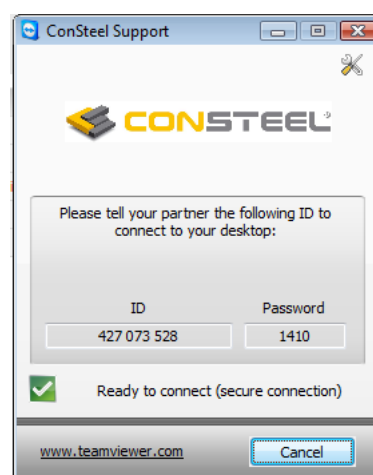 ConSteel Support
CONSTEEL
Please tell your partner the following ID to
connect to your desktop:
ID Password
427 073 528 1410
Ready to connect (secure connection)
www.teamviewer.com Cancel